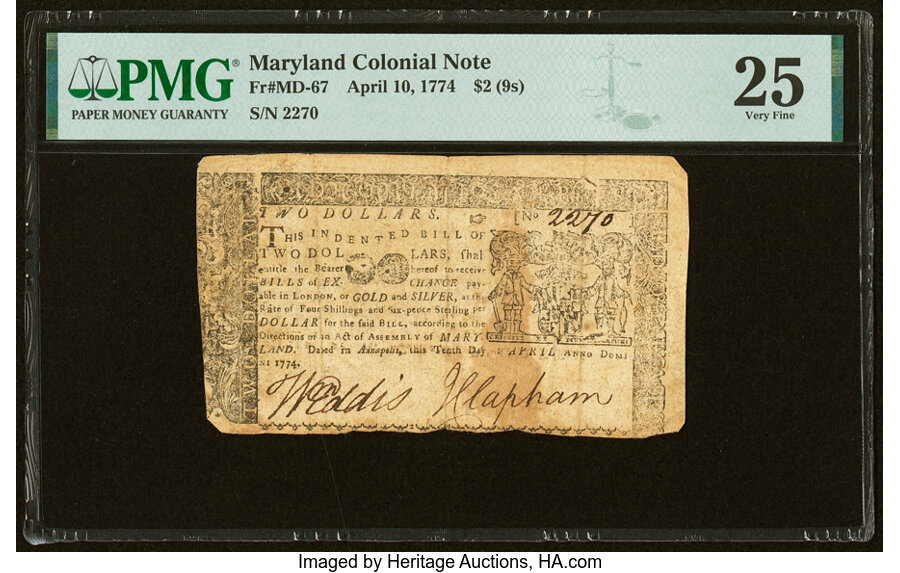 PMG®
PAPER MONEY GUARANTY
Maryland Colonial Note
Fr#MD-67 April 10, 1774 $2 (9s)
S/N 2270
25
Very Fine
TWO DOLLARS. [No 2270
THIS INDENTED BILL OF
TWO DOLLARS, shal
entitle the Bearer hereof to receive
BILLS of EXCHANGE pay-
able in LONDON, or GOLD and SILVER, at the
Rate of Four Shillings and Six-pence Sterling per
DOLLAR for the said BILL, according to the
Directions of an Act of ASSEMBLY of MARY-
LAND. Dated in Annapolis, this Tenth Day APRIL ANNO DOMI
NI 1774.
WEddis JClapham
Imaged by Heritage Auctions, HA.com